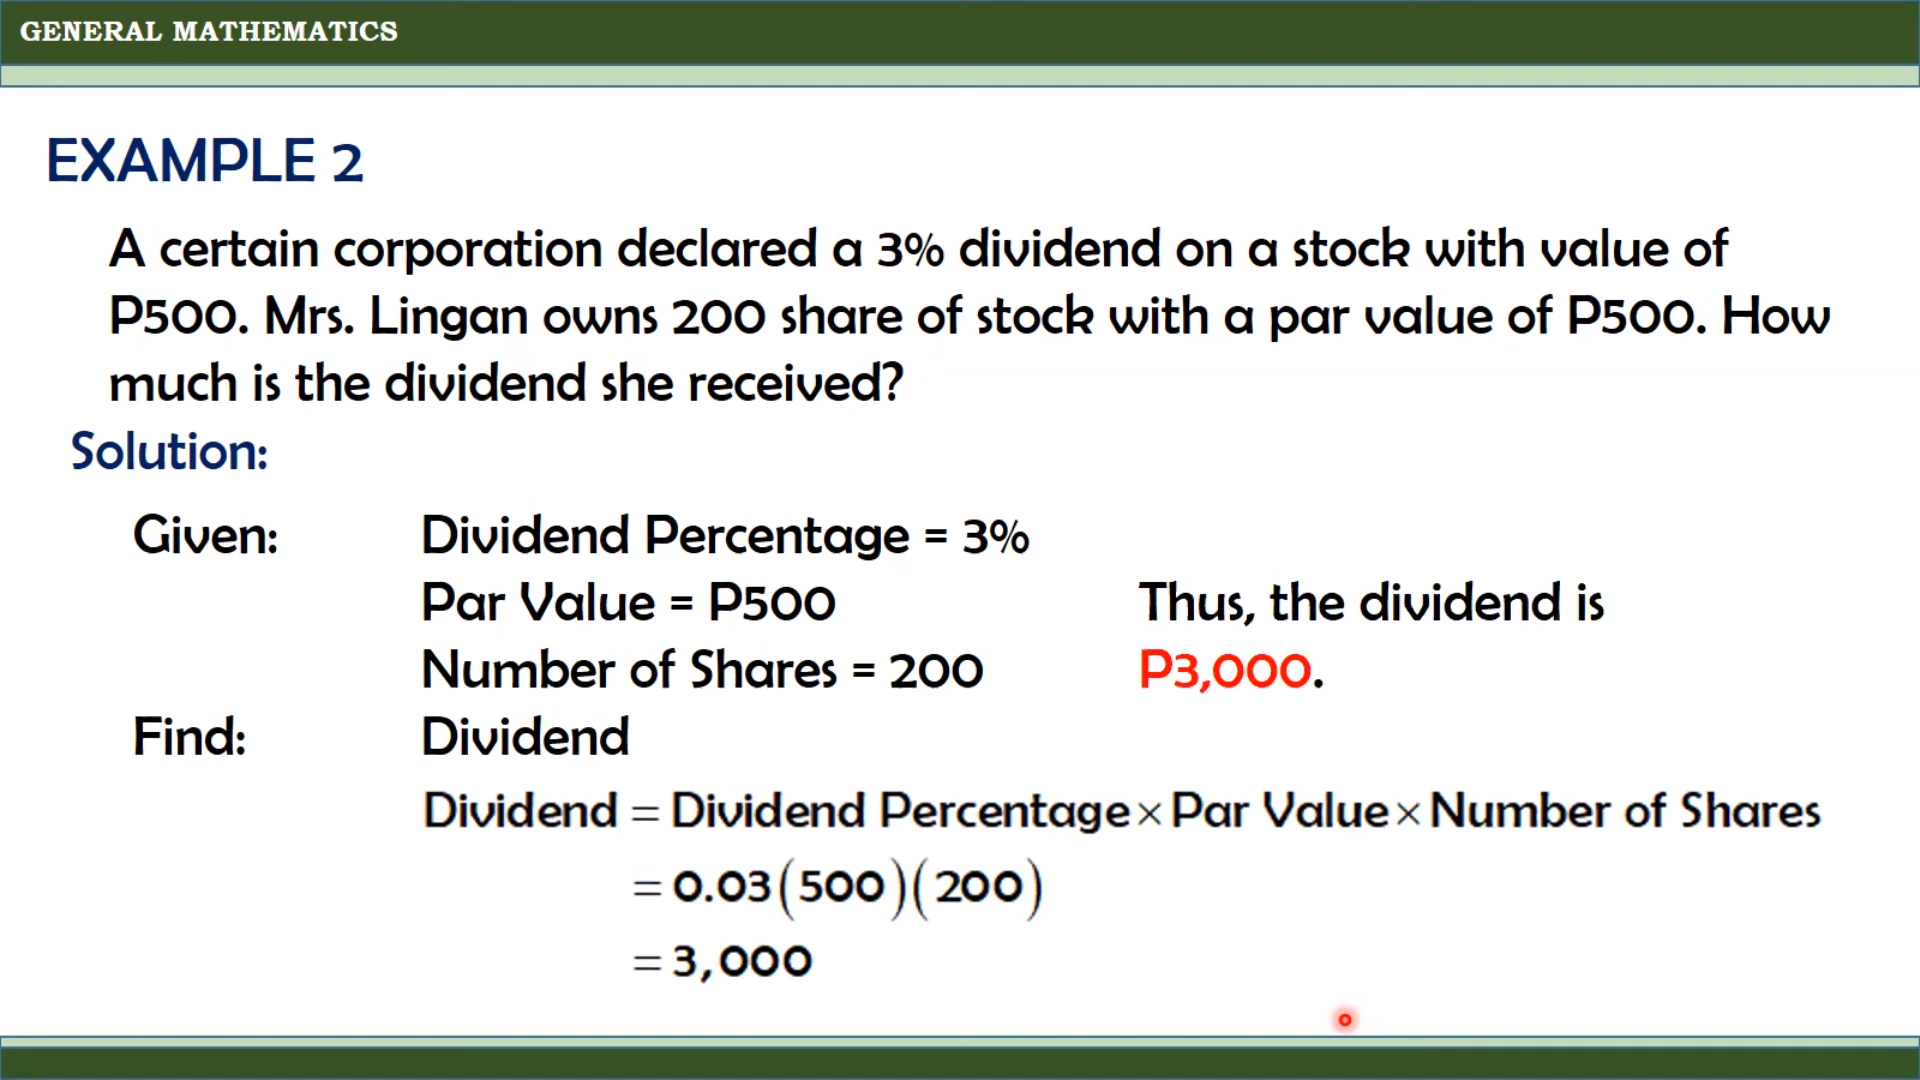 GENERAL MATHEMATICS
EXAMPLE 2
A certain corporation declared a 3% dividend on a stock with value of
P500. Mrs. Lingan owns 200 share of stock with a par value of P500. How
much is the dividend she received?
Solution:
Given: Dividend Percentage = 3%
Par Value = P500
Number of Shares = 200
Thus, the dividend is
P3,000.
Find: Dividend
Dividend = Dividend Percentage × Par Value × Number of Shares
= 0.03(500)(200)
= 3,000